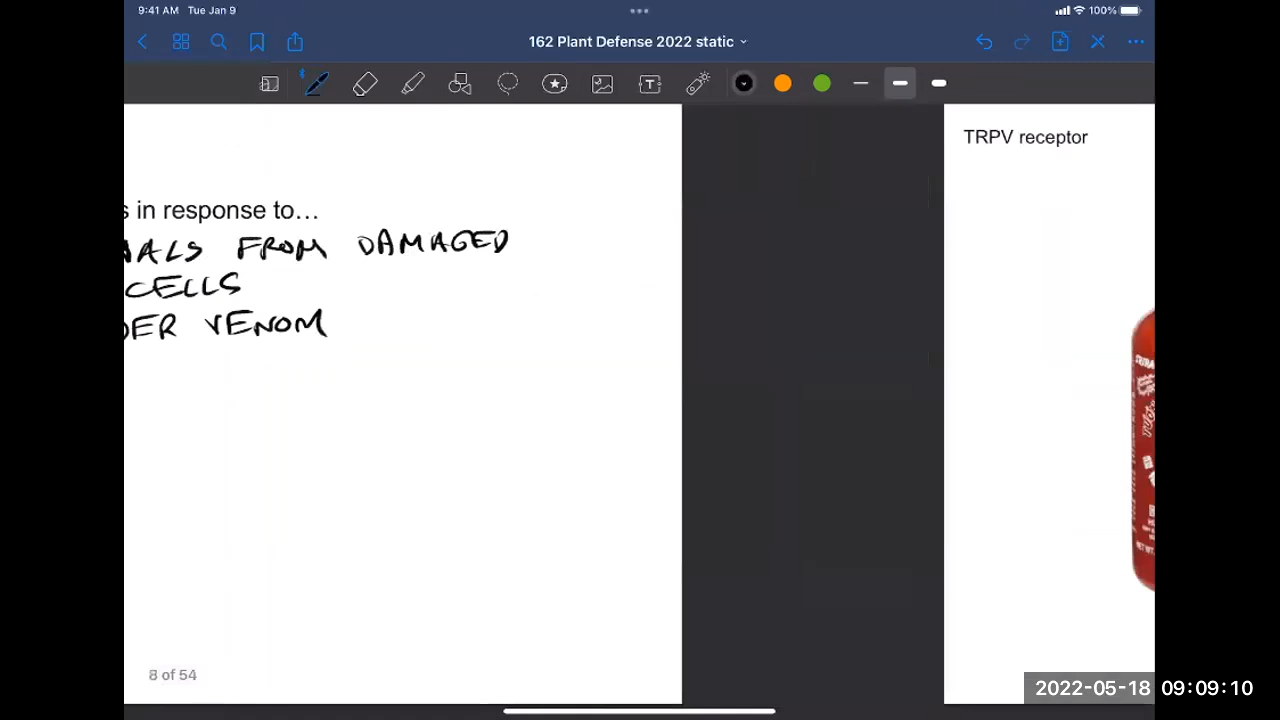 9:41 AM Tue Jan 9
100%
162 Plant Defense 2022 static
TRPV receptor
s in response to…
NALS FROM DAMAGED
CELLS
DER VENOM
8 of 54
2022-05-18 09:09:10